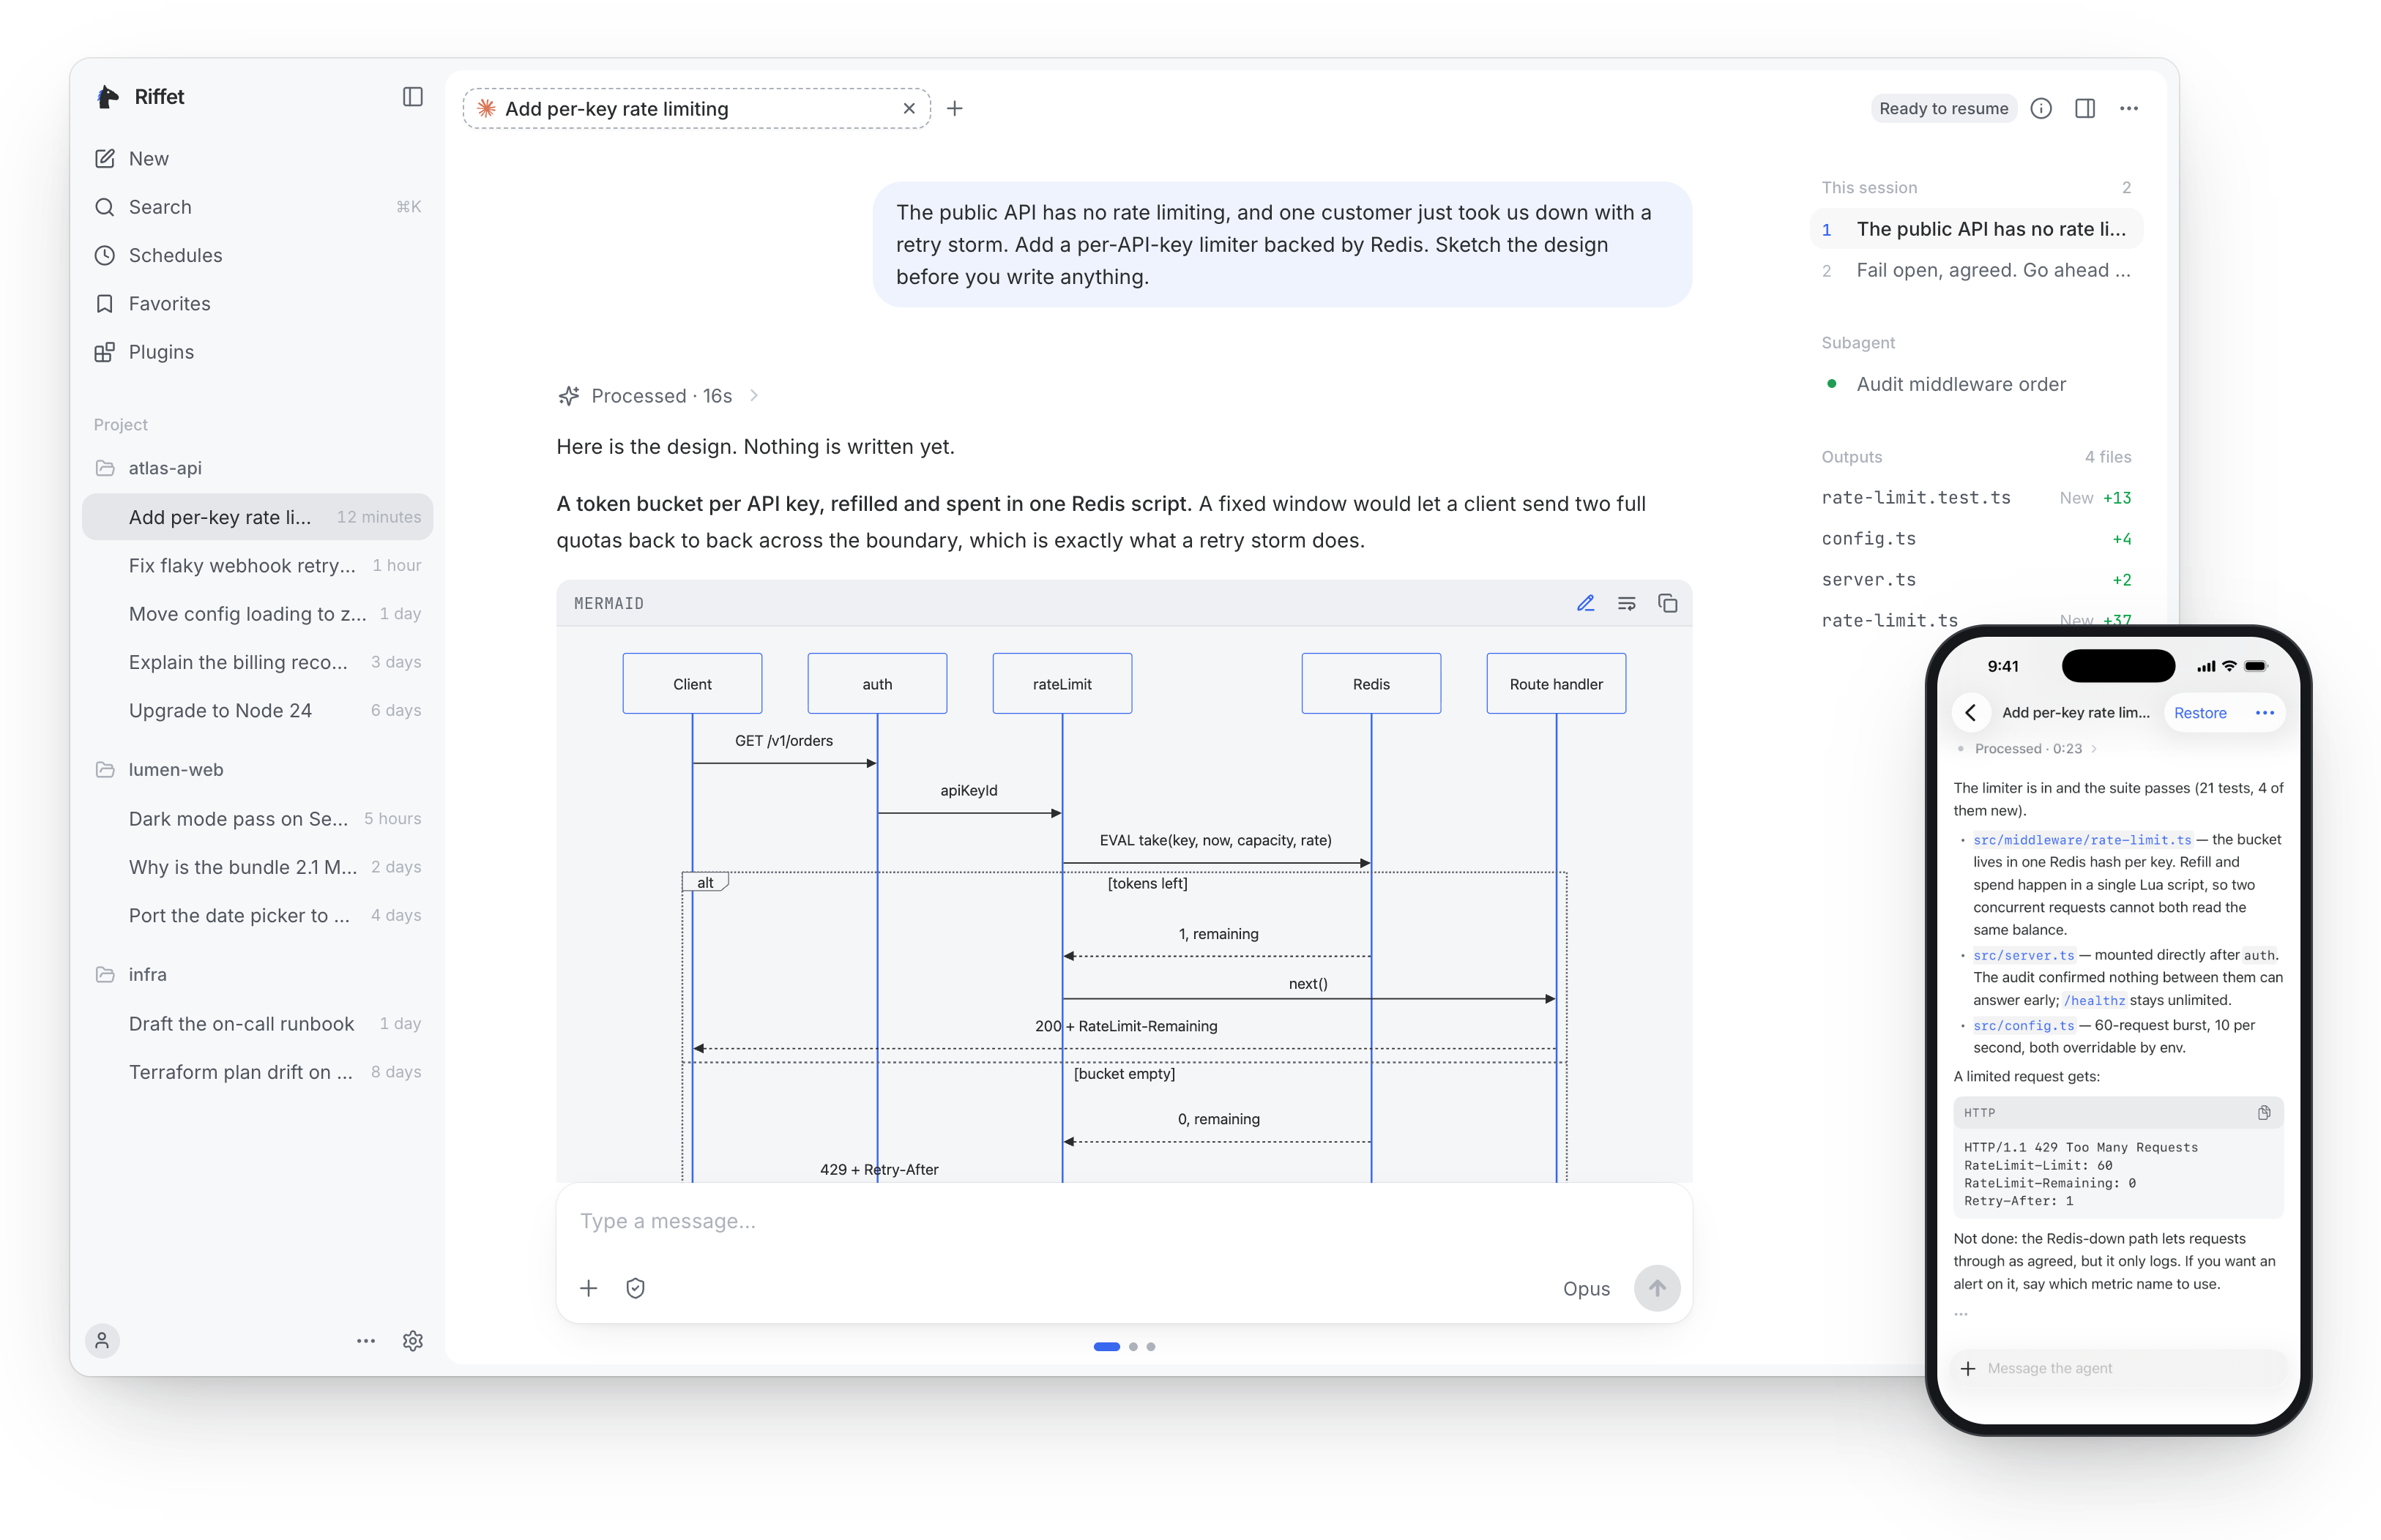 Riffet
New
Search ⌘K
Schedules
Favorites
Plugins
Project
atlas-api
Add per-key rate li... 12 minutes
Fix flaky webhook retry... 1 hour
Move config loading to z... 1 day
Explain the billing reco... 3 days
Upgrade to Node 24 6 days
lumen-web
Dark mode pass on Se... 5 hours
Why is the bundle 2.1 M... 2 days
Port the date picker to ... 4 days
infra
Draft the on-call runbook 1 day
Terraform plan drift on ... 8 days
Add per-key rate limiting
Ready to resume
The public API has no rate limiting, and one customer just took us down with a
retry storm. Add a per-API-key limiter backed by Redis. Sketch the design
before you write anything.
Processed · 16s
Here is the design. Nothing is written yet.
A token bucket per API key, refilled and spent in one Redis script. A fixed window would let a client send two full
quotas back to back across the boundary, which is exactly what a retry storm does.
MERMAID
Client auth rateLimit Redis Route handler
GET /v1/orders
apiKeyId
EVAL take(key, now, capacity, rate)
alt [tokens left]
1, remaining
next()
200 + RateLimit-Remaining
[bucket empty]
0, remaining
429 + Retry-After
Type a message...
Opus
This session 2
1 The public API has no rate li...
2 Fail open, agreed. Go ahead ...
Subagent
Audit middleware order
Outputs 4 files
rate-limit.test.ts New +13
config.ts +4
server.ts +2
rate-limit.ts New +37
9:41
Add per-key rate lim... Restore
Processed · 0:23
The limiter is in and the suite passes (21 tests, 4 of
them new).
• src/middleware/rate-limit.ts — the bucket
lives in one Redis hash per key. Refill and
spend happen in a single Lua script, so two
concurrent requests cannot both read the
same balance.
• src/server.ts — mounted directly after auth.
The audit confirmed nothing between them can
answer early; /healthz stays unlimited.
• src/config.ts — 60-request burst, 10 per
second, both overridable by env.
A limited request gets:
HTTP
HTTP/1.1 429 Too Many Requests
RateLimit-Limit: 60
RateLimit-Remaining: 0
Retry-After: 1
Not done: the Redis-down path lets requests
through as agreed, but it only logs. If you want an
alert on it, say which metric name to use.
...
Message the agent